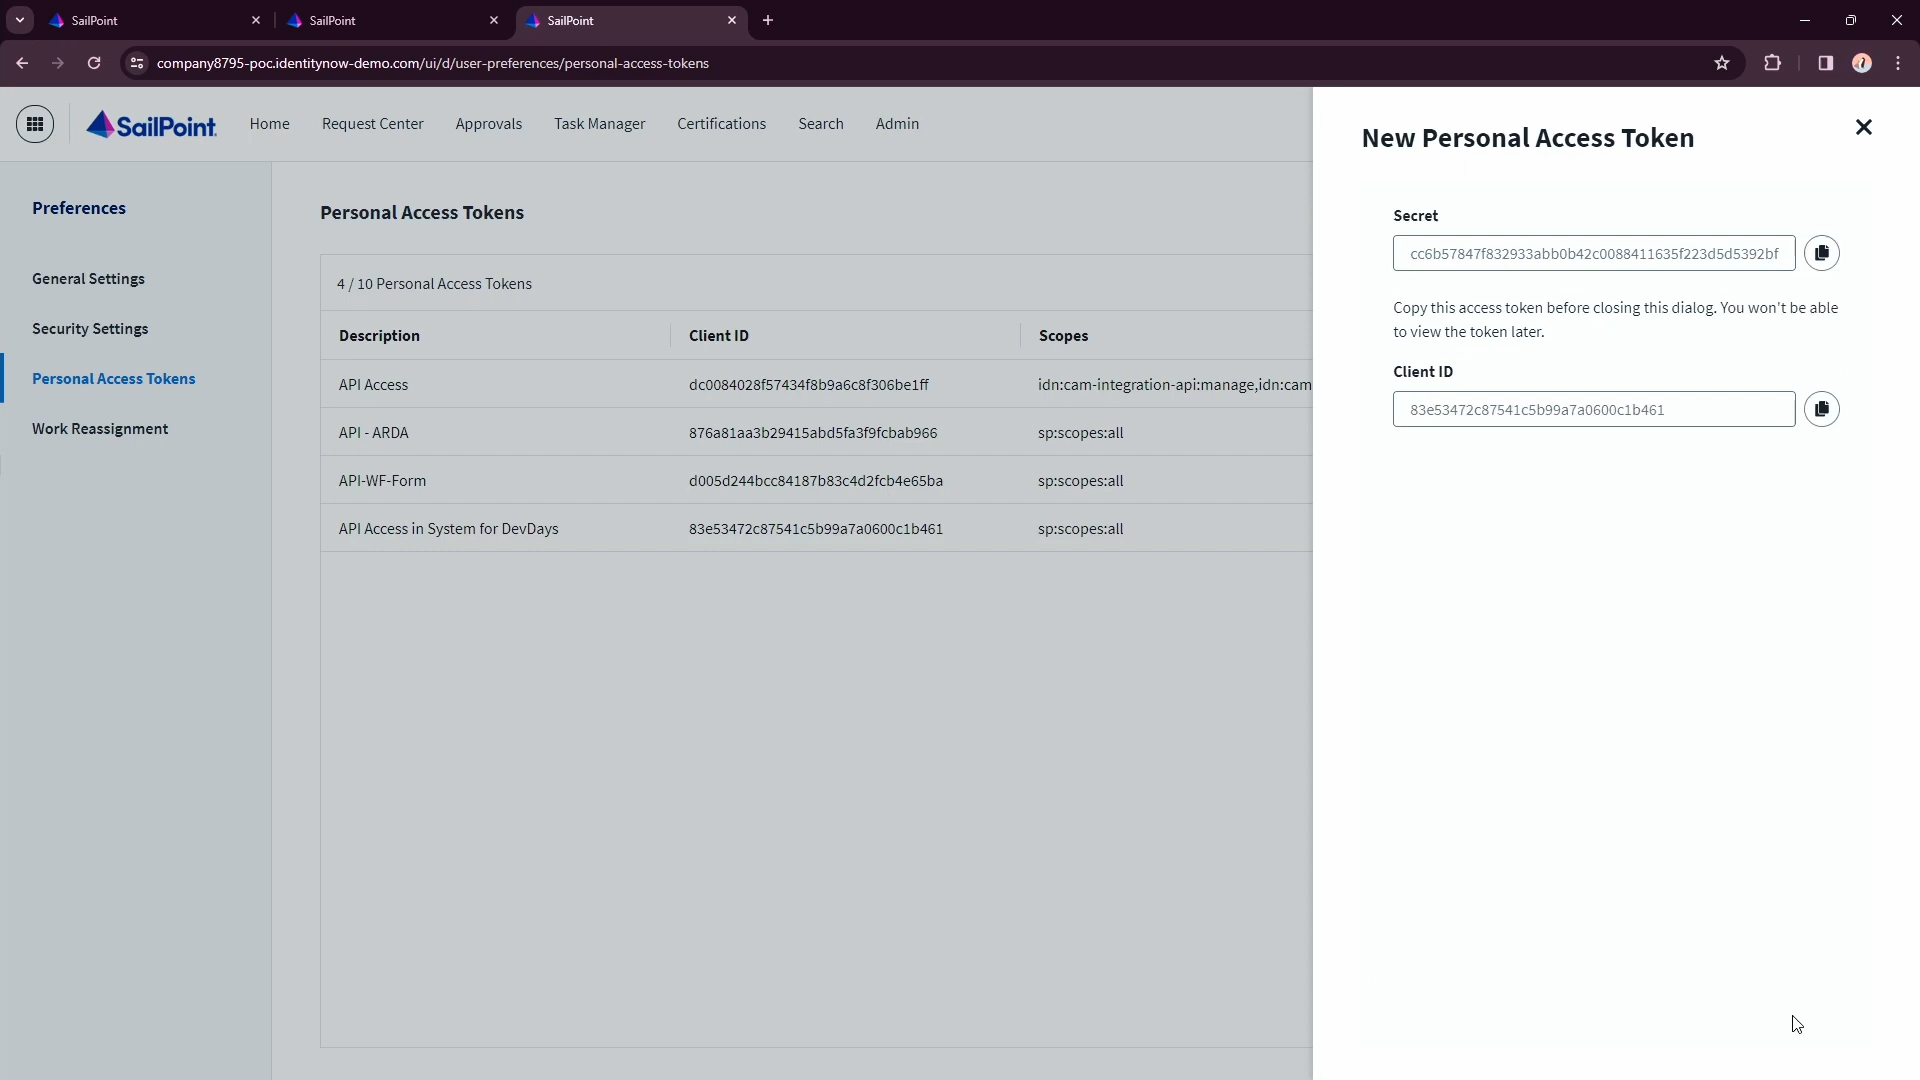 SailPoint
SailPoint
SailPoint
company8795-poc.identitynow-demo.com/ui/d/user-preferences/personal-access-tokens
SailPoint
Home
Request Center
Approvals
Task Manager
Certifications
Search
Admin
Preferences
General Settings
Security Settings
Personal Access Tokens
Work Reassignment
Personal Access Tokens
4 / 10 Personal Access Tokens
Description Client ID Scopes
API Access dc0084028f57434f8b9a6c8f306be1ff idn:cam-integration-api:manage,idn:cam
API - ARDA 876a81aa3b29415abd5fa3f9fcbab966 sp:scopes:all
API-WF-Form d005d244bcc84187b83c4d2fcb4e65ba sp:scopes:all
API Access in System for DevDays 83e53472c87541c5b99a7a0600c1b461 sp:scopes:all
New Personal Access Token
Secret
cc6b57847f832933abb0b42c0088411635f223d5d5392bf
Copy this access token before closing this dialog. You won't be able
to view the token later.
Client ID
83e53472c87541c5b99a7a0600c1b461